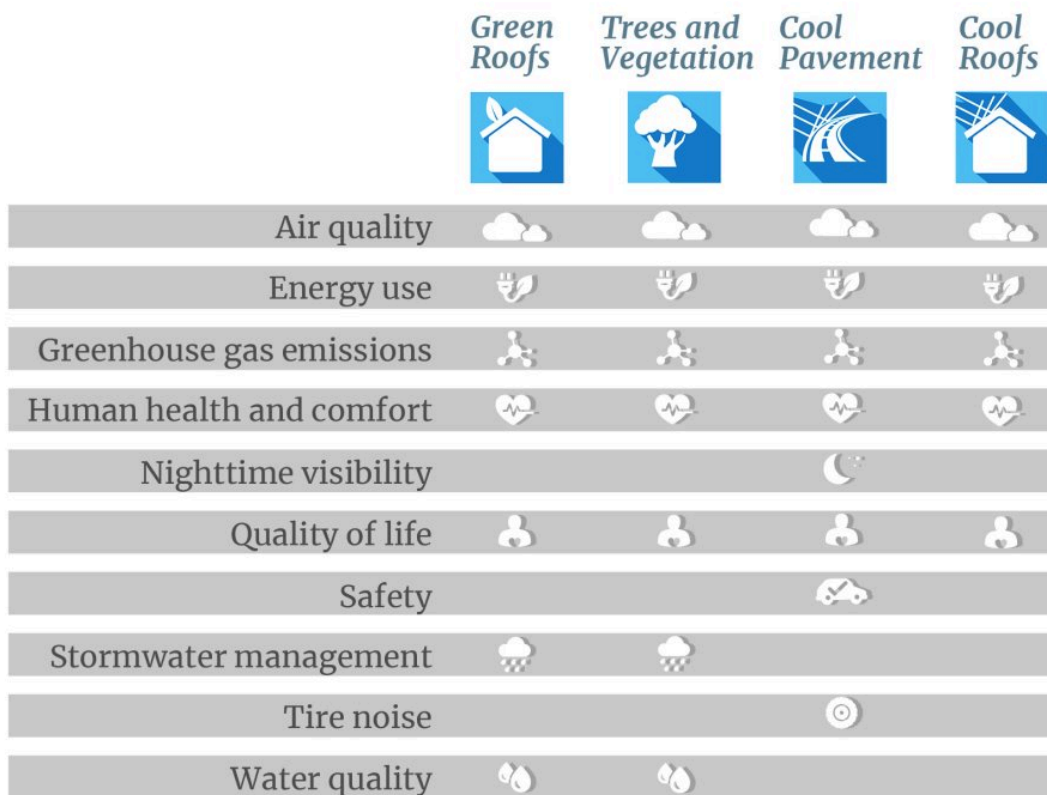 Green
Roofs
Trees and
Vegetation
Cool
Pavement
Cool
Roofs
Air quality
Energy use
Greenhouse gas emissions
Human health and comfort
Nighttime visibility
Quality of life
Safety
Stormwater management
Tire noise
Water quality